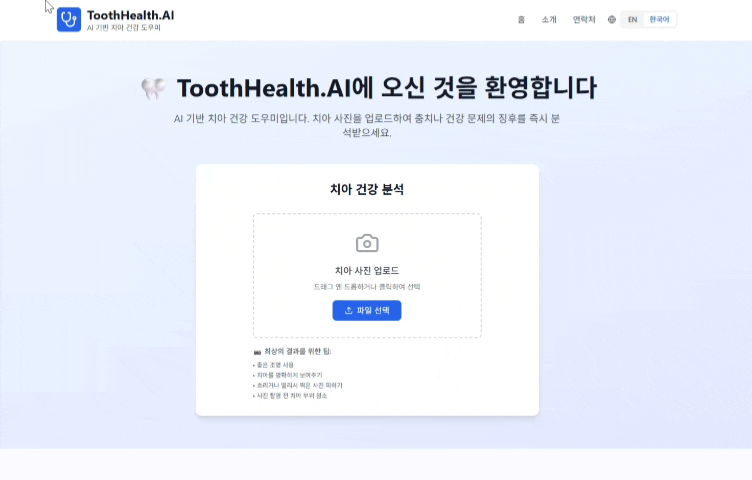 ToothHealth.AI
AI 기반 치아 건강 도우미
홈 소개 연락처 EN 한국어
ToothHealth.AI에 오신 것을 환영합니다
AI 기반 치아 건강 도우미입니다. 치아 사진을 업로드하여 충치나 건강 문제의 징후를 즉시 분
석받으세요.
치아 건강 분석
치아 사진 업로드
드래그 앤 드롭하거나 클릭하여 선택
파일 선택
최상의 결과를 위한 팁:
• 좋은 조명 사용
• 치아를 명확하게 보여주기
• 흐리거나 멀리서 찍은 사진 피하기
• 사진 촬영 전 치아 부위 청소